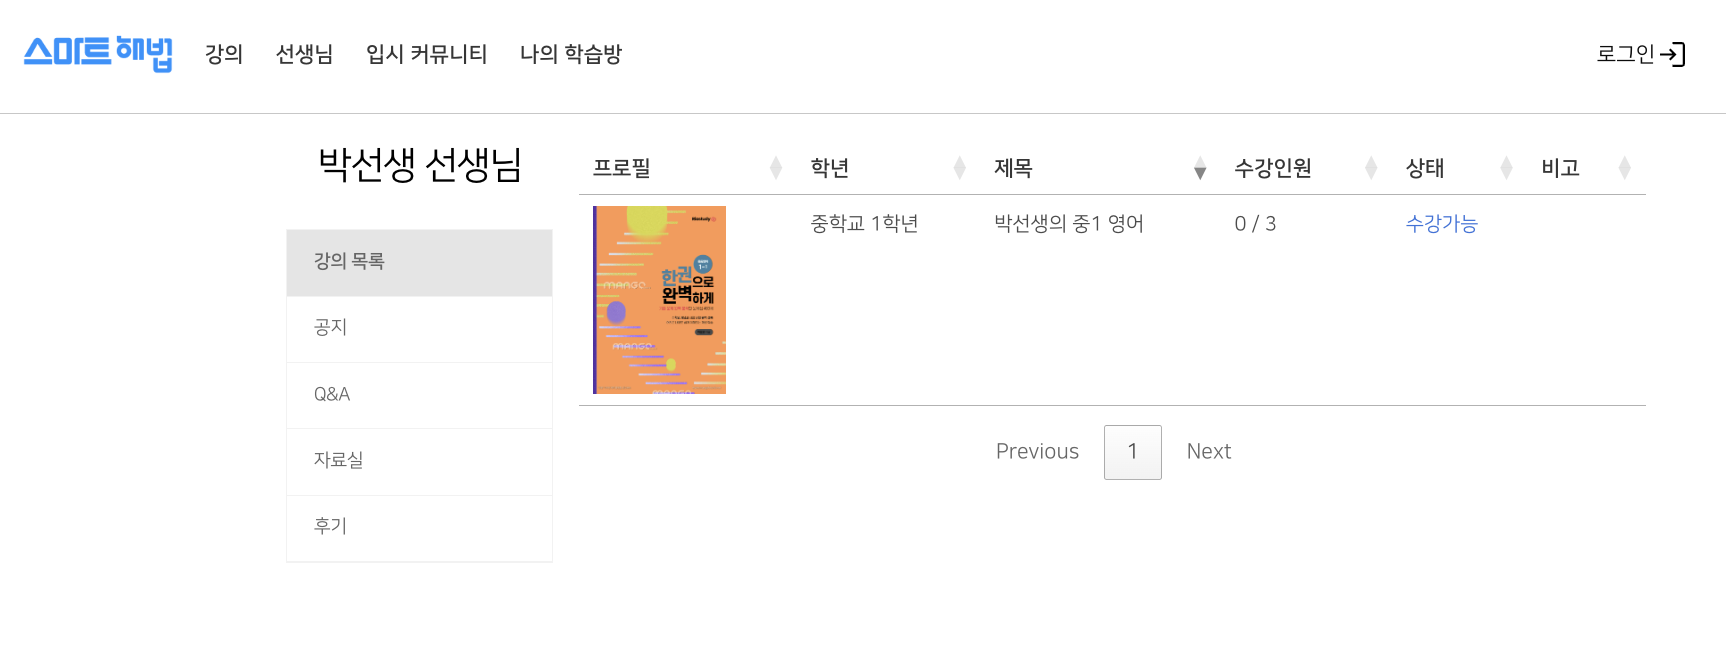 스마트해법
강의
선생님
입시 커뮤니티
나의 학습방
로그인
박선생 선생님
강의 목록
공지
Q&A
자료실
후기
프로필
학년
제목
수강인원
상태
비고
한권으로
완벽하게
MANGO
MANGO
중학교 1학년
박선생의 중1 영어
0 / 3
수강가능
Previous
1
Next